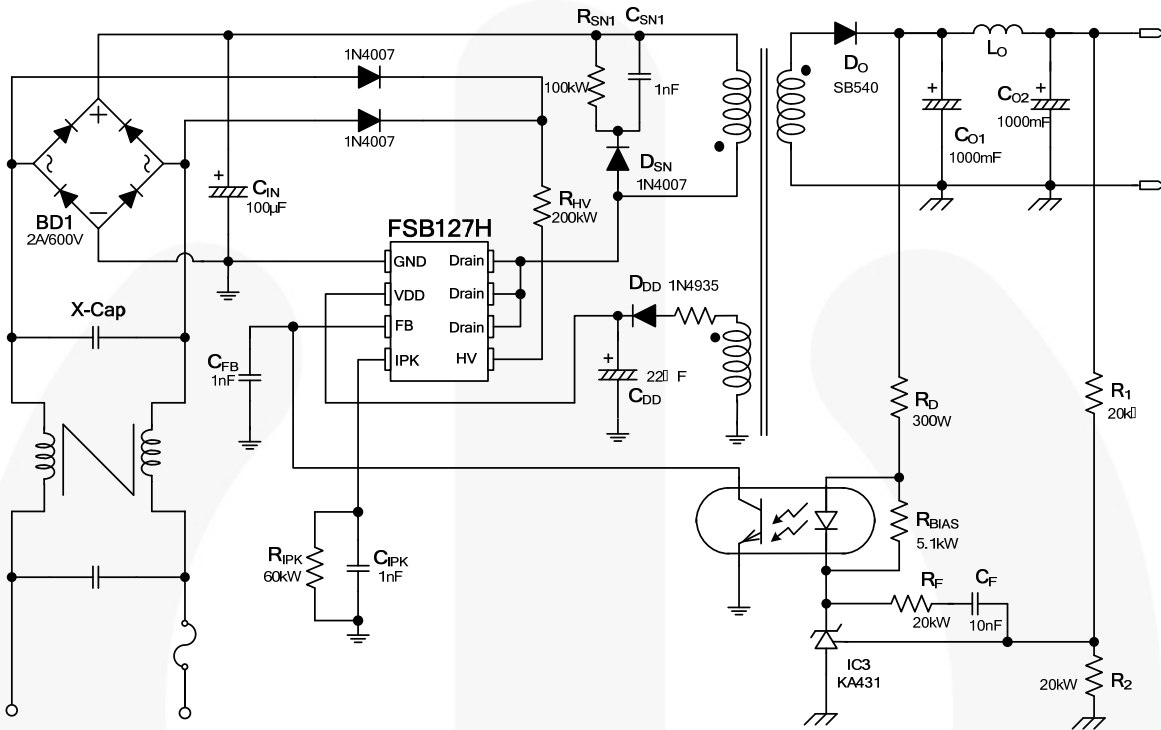 RSN1 CSN1
1N4007
100kW
1nF
DO
SB540
LO
CO1
1000mF
CO2
1000mF
1N4007
DSN
1N4007
+
~
~
−
BD1
2A/600V
+
CIN
100µF
RHV
200kW
+
+
FSB127H
GND
VDD
FB
IPK
Drain
Drain
Drain
HV
DDD 1N4935
X-Cap
CFB
1nF
+
22 F
CDD
RD
300W
R1
20k
RIPK
60kW
CIPK
1nF
RBIAS
5.1kW
RF
20kW
CF
10nF
IC3
KA431
20kW
R2